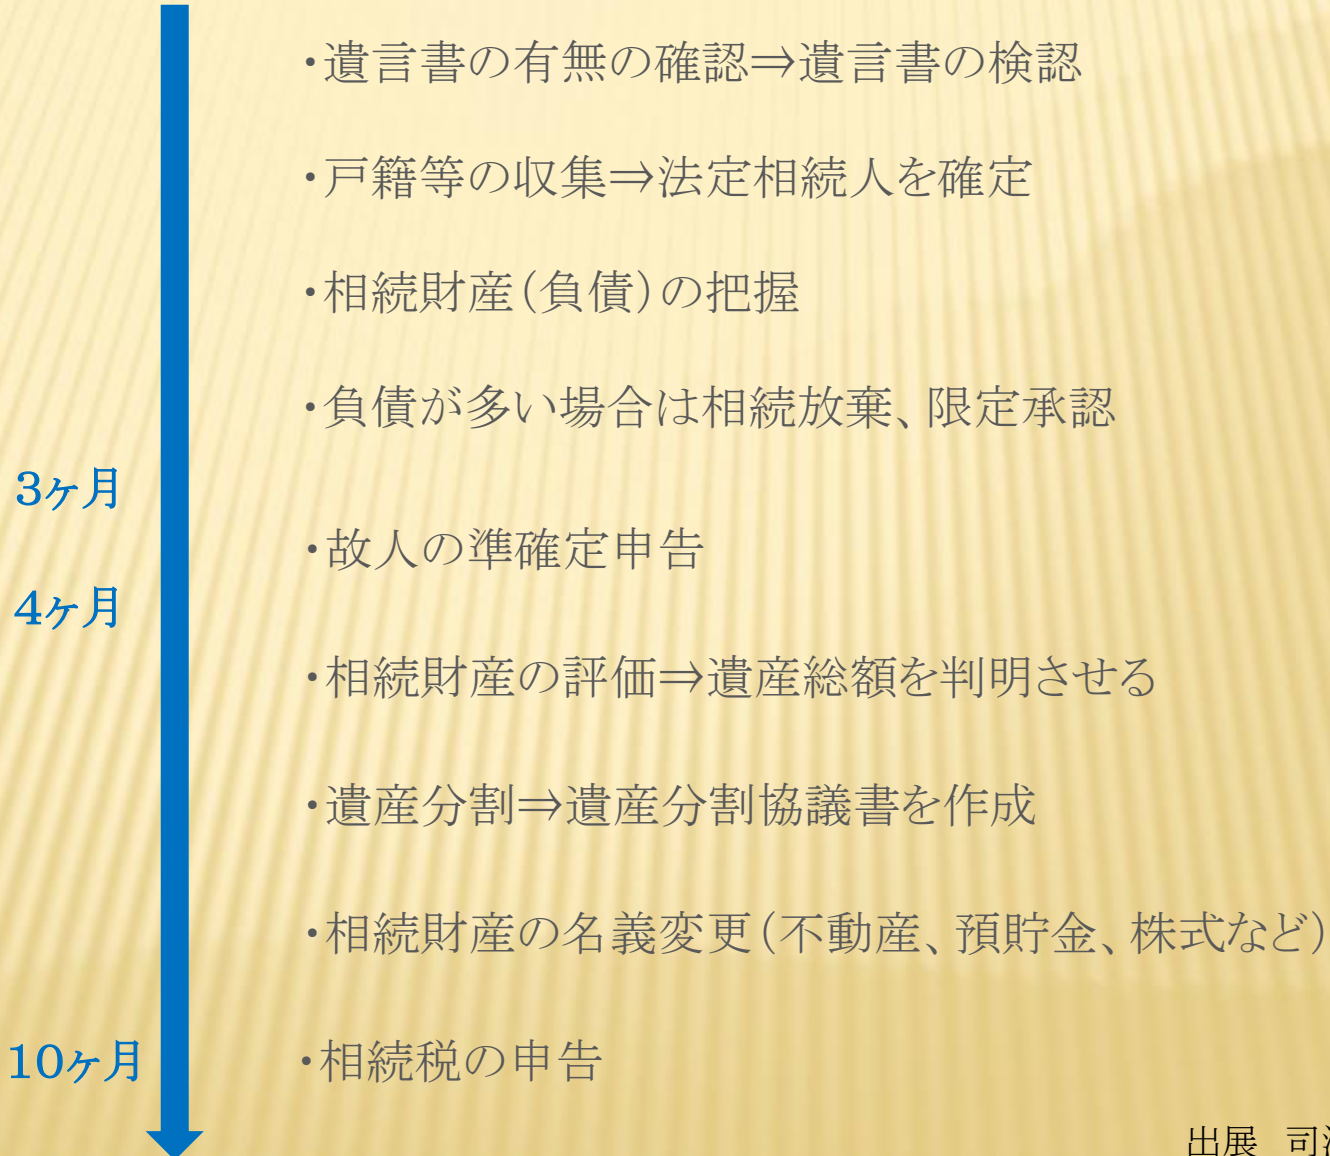 ・遺言書の有無の確認⇒遺言書の検認
・戸籍等の収集⇒法定相続人を確定
・相続財産(負債)の把握
・負債が多い場合は相続放棄、限定承認
3ヶ月
・故人の準確定申告
4ヶ月
・相続財産の評価⇒遺産総額を判明させる
・遺産分割⇒遺産分割協議書を作成
・相続財産の名義変更(不動産、預貯金、株式など)
10ヶ月 ・相続税の申告
出展 司